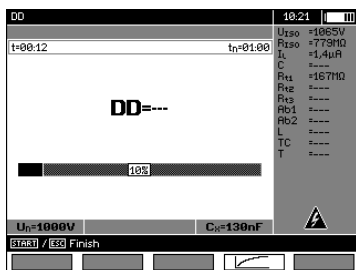 DD 10:21
t=00:12 tn=01:00
DD=---
10%
Un=1000V Cx=130nF
UISO =1065V
RISO =779MΩ
IL =1,4µA
C =---
Rt1 =167MΩ
Rt2 =---
Rt3 =---
Ab1 =---
Ab2 =---
L =---
TC =---
T =---
START / ESC Finish